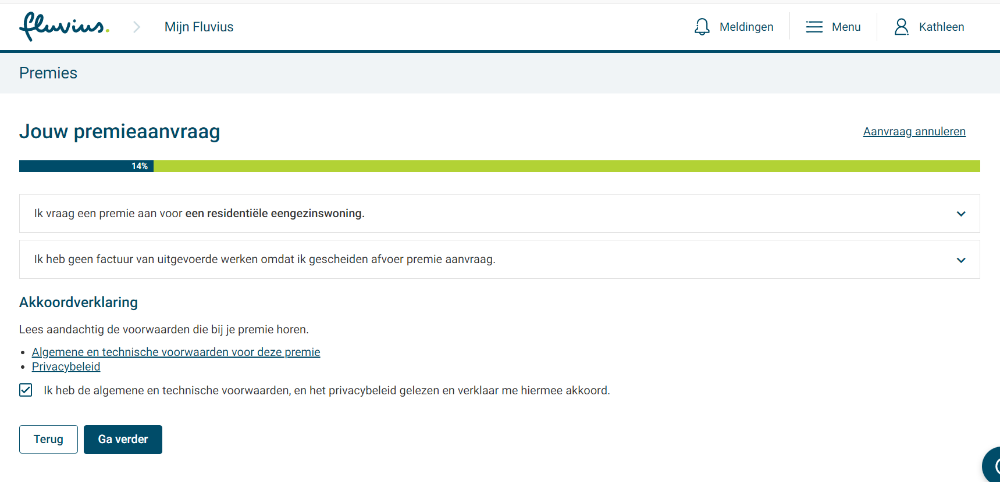 fluvius.
Mijn Fluvius
Meldingen
Menu
Kathleen
Premies
Jouw premieaanvraag
Aanvraag annuleren
14%
Ik vraag een premie aan voor een residentiële eengezinswoning.
Ik heb geen factuur van uitgevoerde werken omdat ik gescheiden afvoer premie aanvraag.
Akkoordverklaring
Lees aandachtig de voorwaarden die bij je premie horen.
Algemene en technische voorwaarden voor deze premie
Privacybeleid
Ik heb de algemene en technische voorwaarden, en het privacybeleid gelezen en verklaar me hiermee akkoord.
Terug
Ga verder